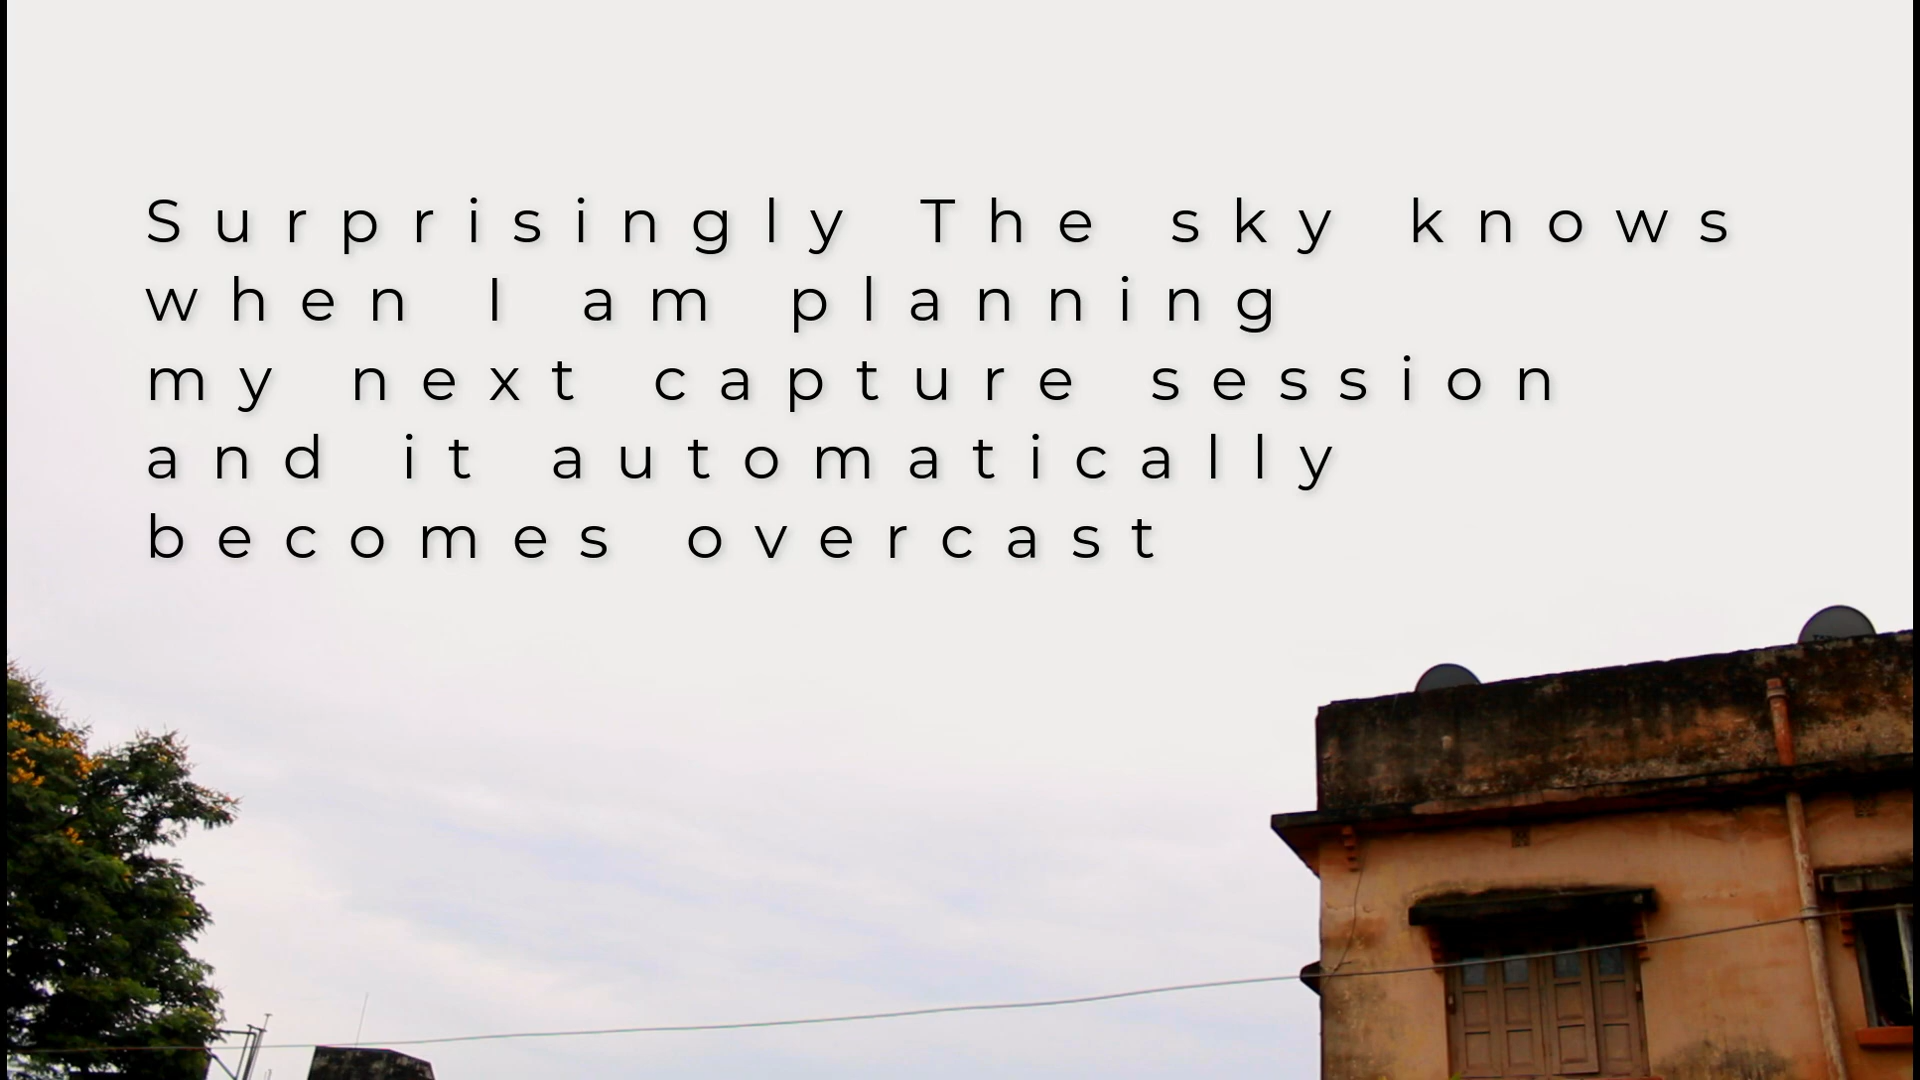 Surprisingly The sky knows
when I am planning
my next capture session
and it automatically
becomes overcast